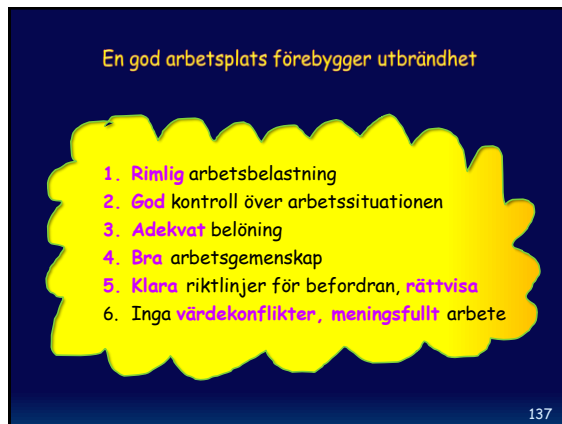 En god arbetsplats förebygger utbrändhet
1. Rimlig arbetsbelastning
2. God kontroll över arbetssituationen
3. Adekvat belöning
4. Bra arbetsgemenskap
5. Klara riktlinjer för befordran, rättvisa
6. Inga värdekonflikter, meningsfullt arbete
137